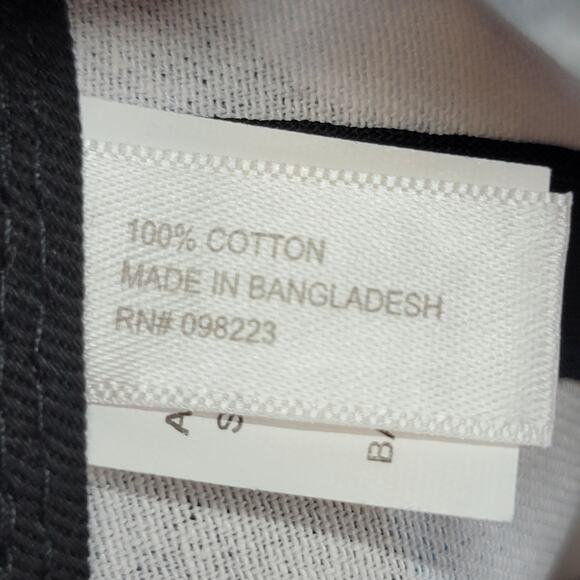 100% COTTON
MADE IN BANGLADESH
RN# 098223